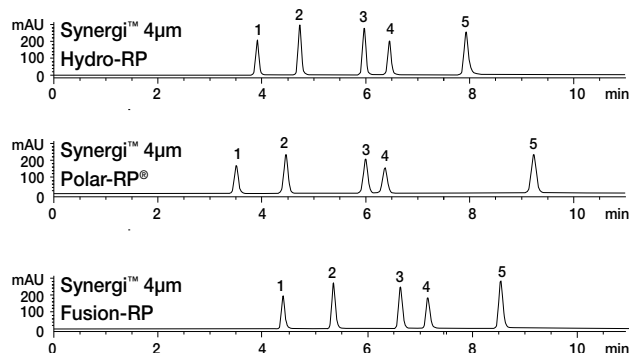 mAU Synergi™ 4µm 1 2 3 4 5
200 Hydro-RP
100
0
0 2 4 6 8 10 min
mAU Synergi™ 4µm 1 2 3 4 5
200 Polar-RP®
100
0
0 2 4 6 8 10 min
mAU Synergi™ 4µm 1 2 3 4 5
200 Fusion-RP
100
0
0 2 4 6 8 10 min